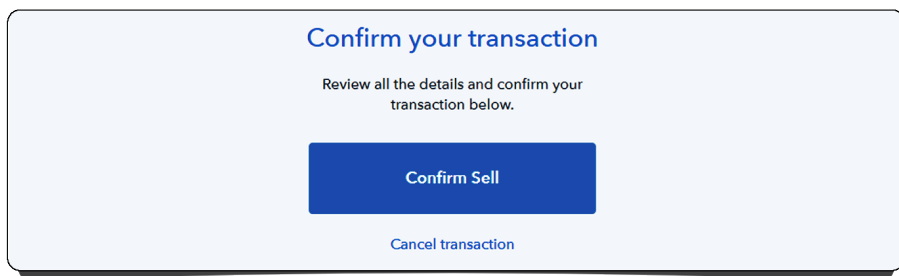 Confirm your transaction
Review all the details and confirm your
transaction below.
Confirm Sell
Cancel transaction